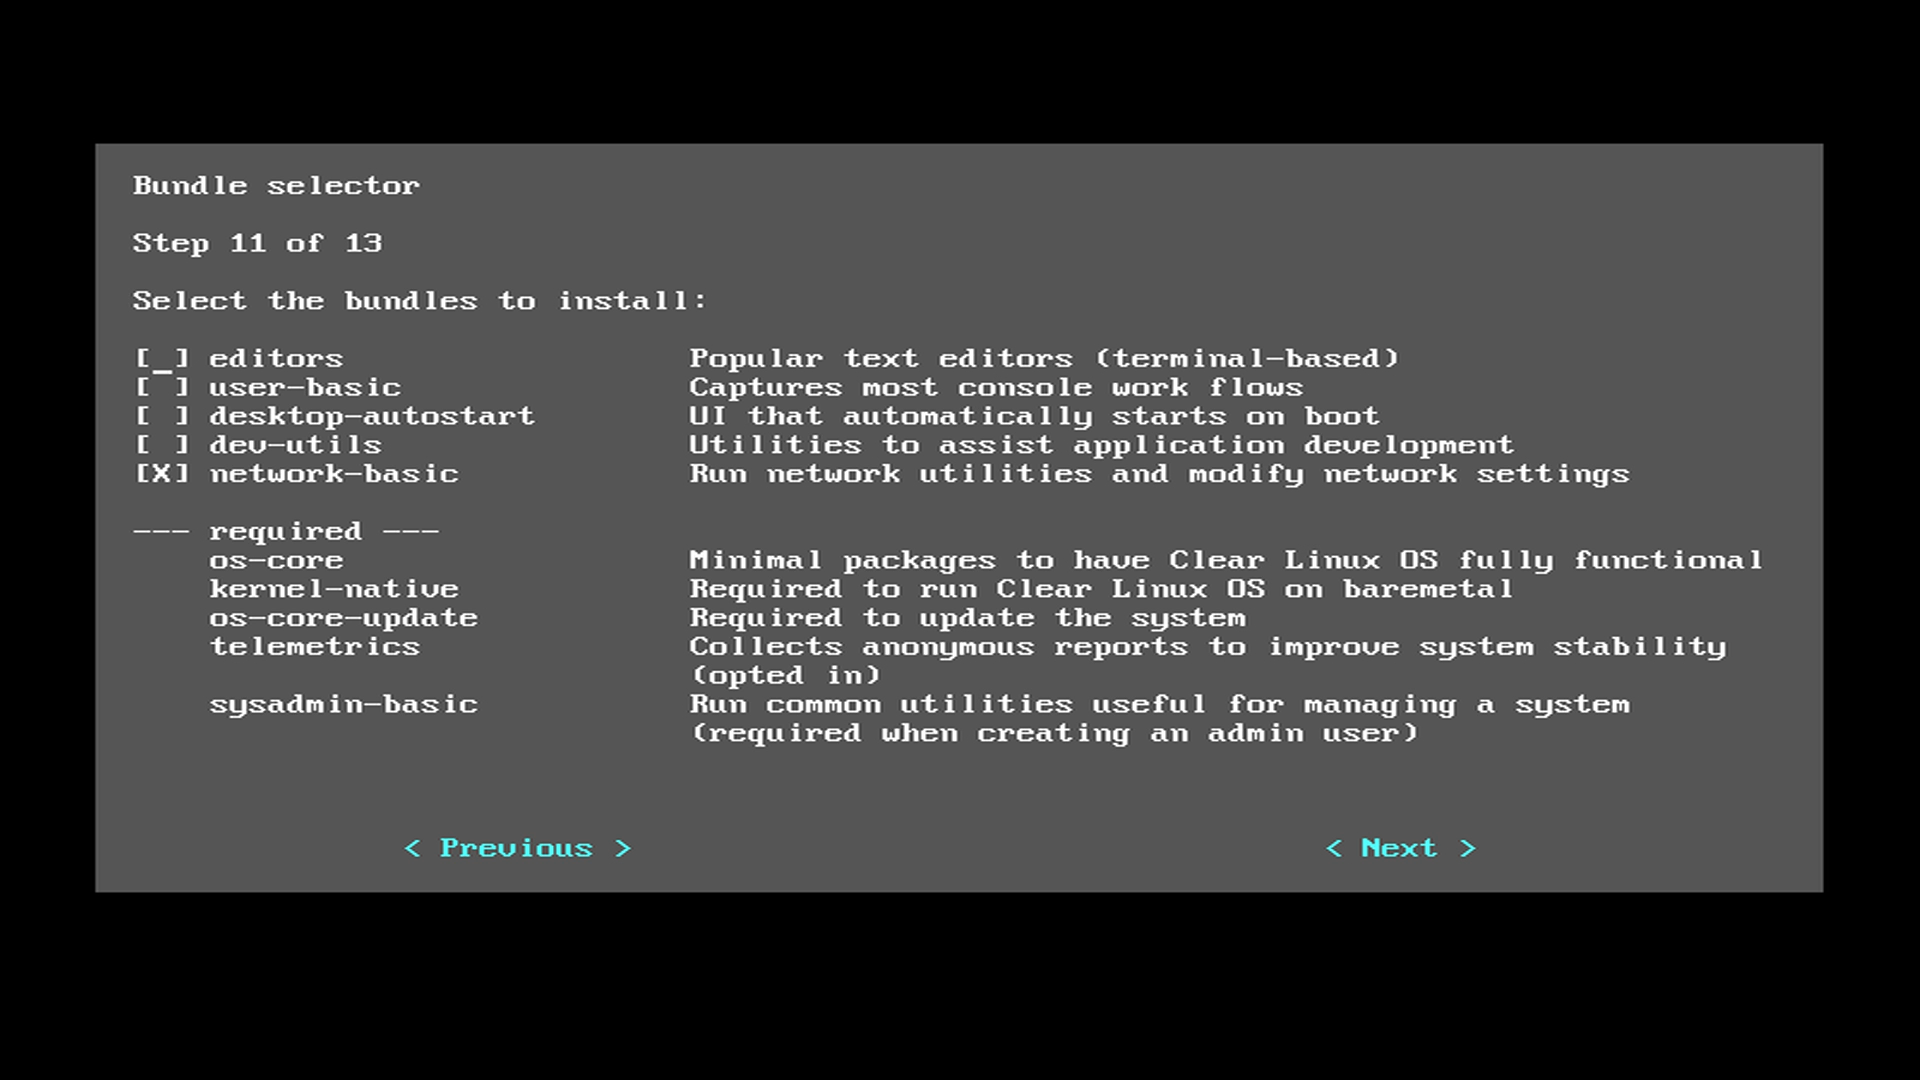 Bundle selector
Step 11 of 13
Select the bundles to install:
[_] editors Popular text editors (terminal-based)
[ ] user-basic Captures most console work flows
[ ] desktop-autostart UI that automatically starts on boot
[ ] dev-utils Utilities to assist application development
[X] network-basic Run network utilities and modify network settings
--- required ---
os-core Minimal packages to have Clear Linux OS fully functional
kernel-native Required to run Clear Linux OS on baremetal
os-core-update Required to update the system
telemetrics Collects anonymous reports to improve system stability
(opted in)
sysadmin-basic Run common utilities useful for managing a system
(required when creating an admin user)
< Previous > < Next >